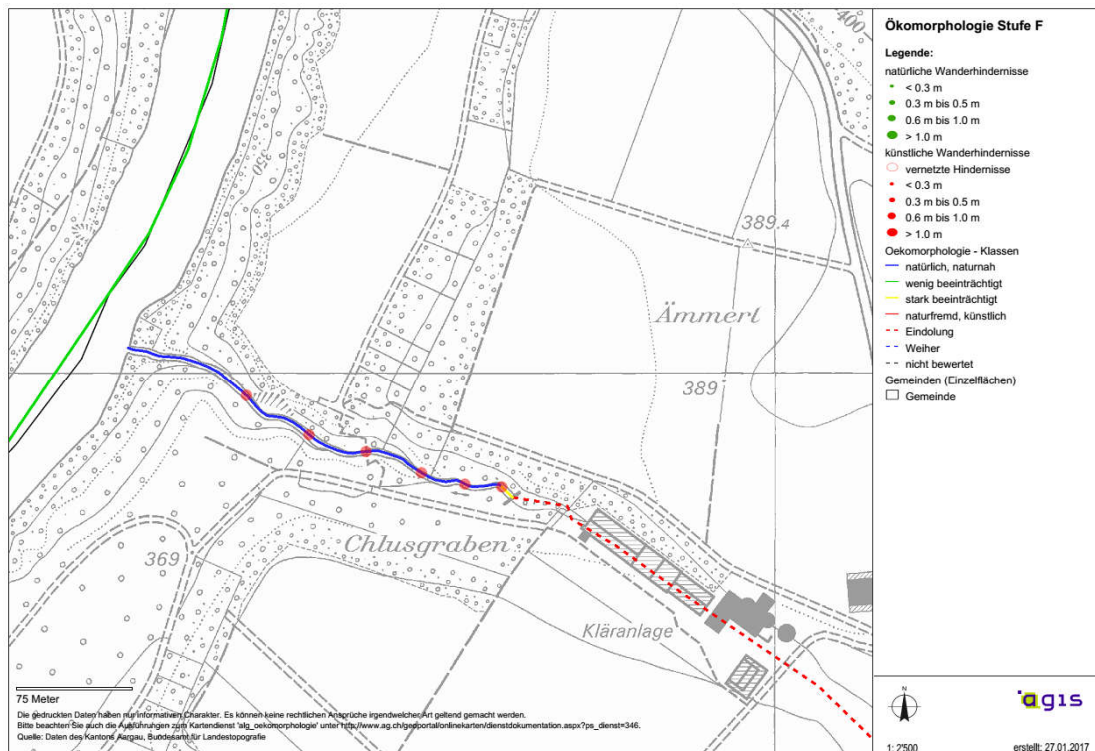 Ökomorphologie Stufe F
Legende:
natürliche Wanderhindernisse
< 0.3 m
0.3 m bis 0.5 m
0.6 m bis 1.0 m
> 1.0 m
künstliche Wanderhindernisse
vernetzte Hindernisse
< 0.3 m
0.3 m bis 0.5 m
0.6 m bis 1.0 m
> 1.0 m
Oekomorphologie - Klassen
natürlich, naturnah
wenig beeinträchtigt
stark beeinträchtigt
naturfremd, künstlich
Eindolung
Weiher
nicht bewertet
Gemeinden (Einzelflächen)
Gemeinde
400
350
389.4
Ämmerl
389
369
Chlusgraben
Kläranlage
75 Meter
Die gedruckten Daten haben nur informativen Charakter. Es können keine rechtlichen Ansprüche irgendwelcher Art geltend gemacht werden.
Bitte beachten Sie auch die Ausführungen zum Kartendienst 'alg_oekomorphologie' unter http://www.ag.ch/geoportal/onlinekarten/dienstdokumentation.aspx?ps_dienst=346.
Quelle: Daten des Kantons Aargau, Bundesamt für Landestopografie
N
agis
1: 2'500
erstellt: 27.01.2017